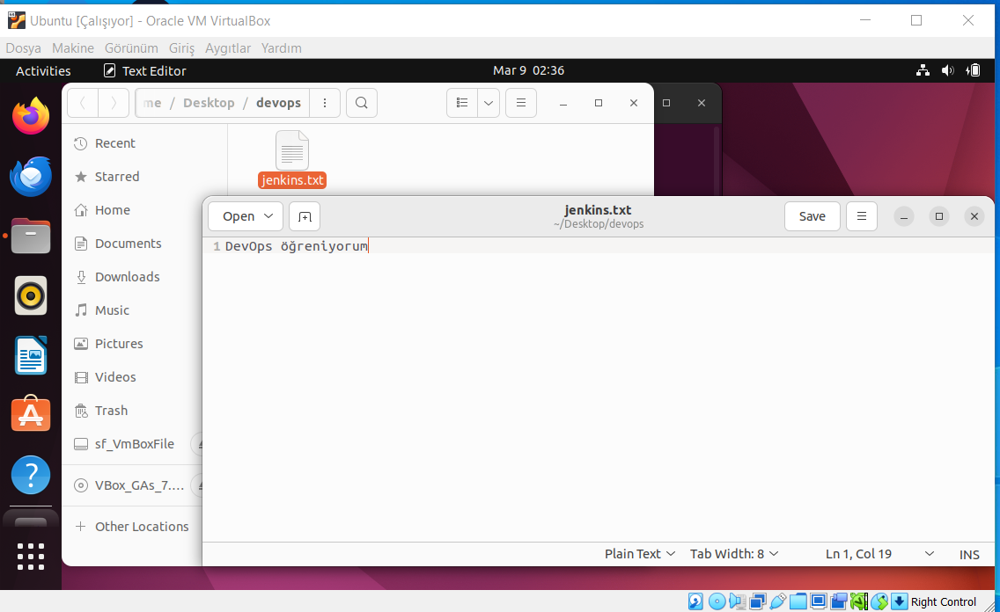 Ubuntu [Çalışıyor] - Oracle VM VirtualBox
Dosya Makine Görünüm Giriş Aygıtlar Yardım
Activities Text Editor Mar 9 02:36
me / Desktop / devops
Recent
Starred
Home
Documents
Downloads
Music
Pictures
Videos
Trash
sf_VmBoxFile
VBox_GAs_7....
Other Locations
jenkins.txt
Open jenkins.txt Save
~/Desktop/devops
1 DevOps öğreniyorum
Plain Text Tab Width: 8 Ln 1, Col 19 INS
Right Control